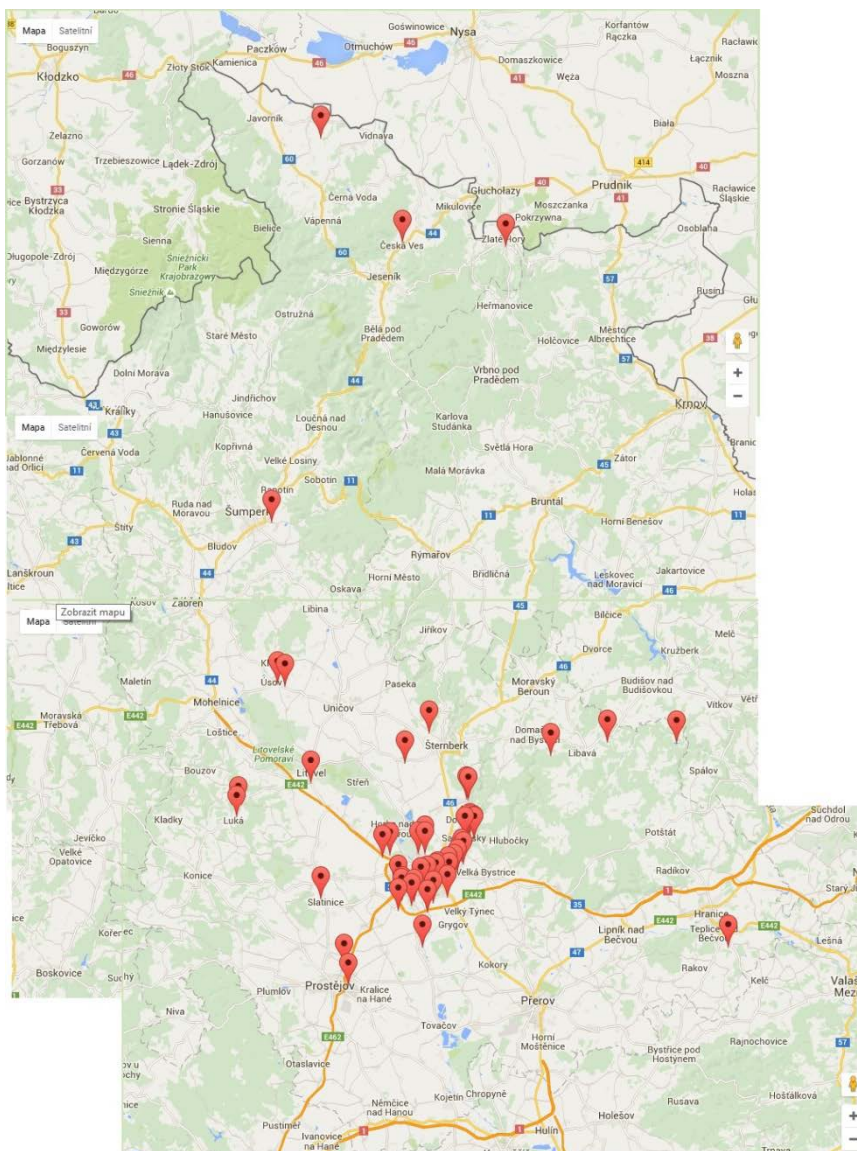 Mapa Satelitní
Goświnowice
Nysa
Korfantów
Rączka
Boguszyn
Kłodzko
Paczków
Kamienica
Otmuchów
Domaszkowice
Węża
Łącznik
Moszna
Złoty Stok
Javorník
Vidnava
Biała
Żelazno
Gorzanów
Trzebieszowice
Lądek-Zdrój
Głuchołazy
Prudnik
Racławice
Śląskie
Bystrzyca
Kłodzka
Stronie Śląskie
Černá Voda
Mikulovice
Moszczanka
Pokrzywna
Sienna
Bielice
Vápenná
Česká Ves
Zlaté Hory
Osoblaha
Długopole-Zdrój
Międzygórze
Śnieżnicki
Park
Krajobrazowy
Śnieżnik
Jeseník
Rusín
Goworów
Ostružná
Heřmanovice
Międzylesie
Staré Město
Bělá pod
Pradědem
Holčovice
Město
Albrechtice
Dolní Morava
Vrbno pod
Pradědem
Králíky
Jindřichov
Hanušovice
Loučná nad
Desnou
Karlova
Studánka
Krnov
Mapa Satelitní
Jablonné
nad Orlicí
Červená Voda
Kopřivná
Velké Losiny
Světlá Hora
Zátor
Sobotín
Malá Morávka
Ruda nad
Moravou
Šumperk
Bruntál
Štíty
Bludov
Horní Benešov
Lanškroun
Rýmařov
Horní Město
Břidličná
Leskovec
nad Moravicí
Jakartovice
Oskava
Zobrazit mapu
Mapa
Libina
Jiříkov
Bílčice
Melč
Dvorce
Kružberk
Maletín
Úsov
Paseka
Moravský
Beroun
Budišov nad
Budišovkou
Vítkov
Mohelnice
Uničov
Moravská
Třebová
Loštice
Šternberk
Libavá
Spálov
Litovelské
Pomoraví
Bouzov
Litovel
Střeň
Kladky
Luká
Suchdol
nad Odrou
Jevíčko
Velké
Opatovice
Hlubočky
Potštát
Konice
Velká Bystrice
Radíkov
Slatinice
Velký Týnec
Hranice
Teplice
Bečvou
Grygov
Lipník nad
Bečvou
Lešná
Boskovice
Kokory
Rakov
Kelč
Plumlov
Prostějov
Kralice
na Hané
Přerov
Niva
Tovačov
Horní
Moštěnice
Rajnochovice
Bystřice pod
Hostýnem
Otaslavice
Rusava
Hošťálková
Němčice
nad Hanou
Kojetín
Chropyně
Holešov
Pustiměř
Ivanovice
na Hané
Hulín